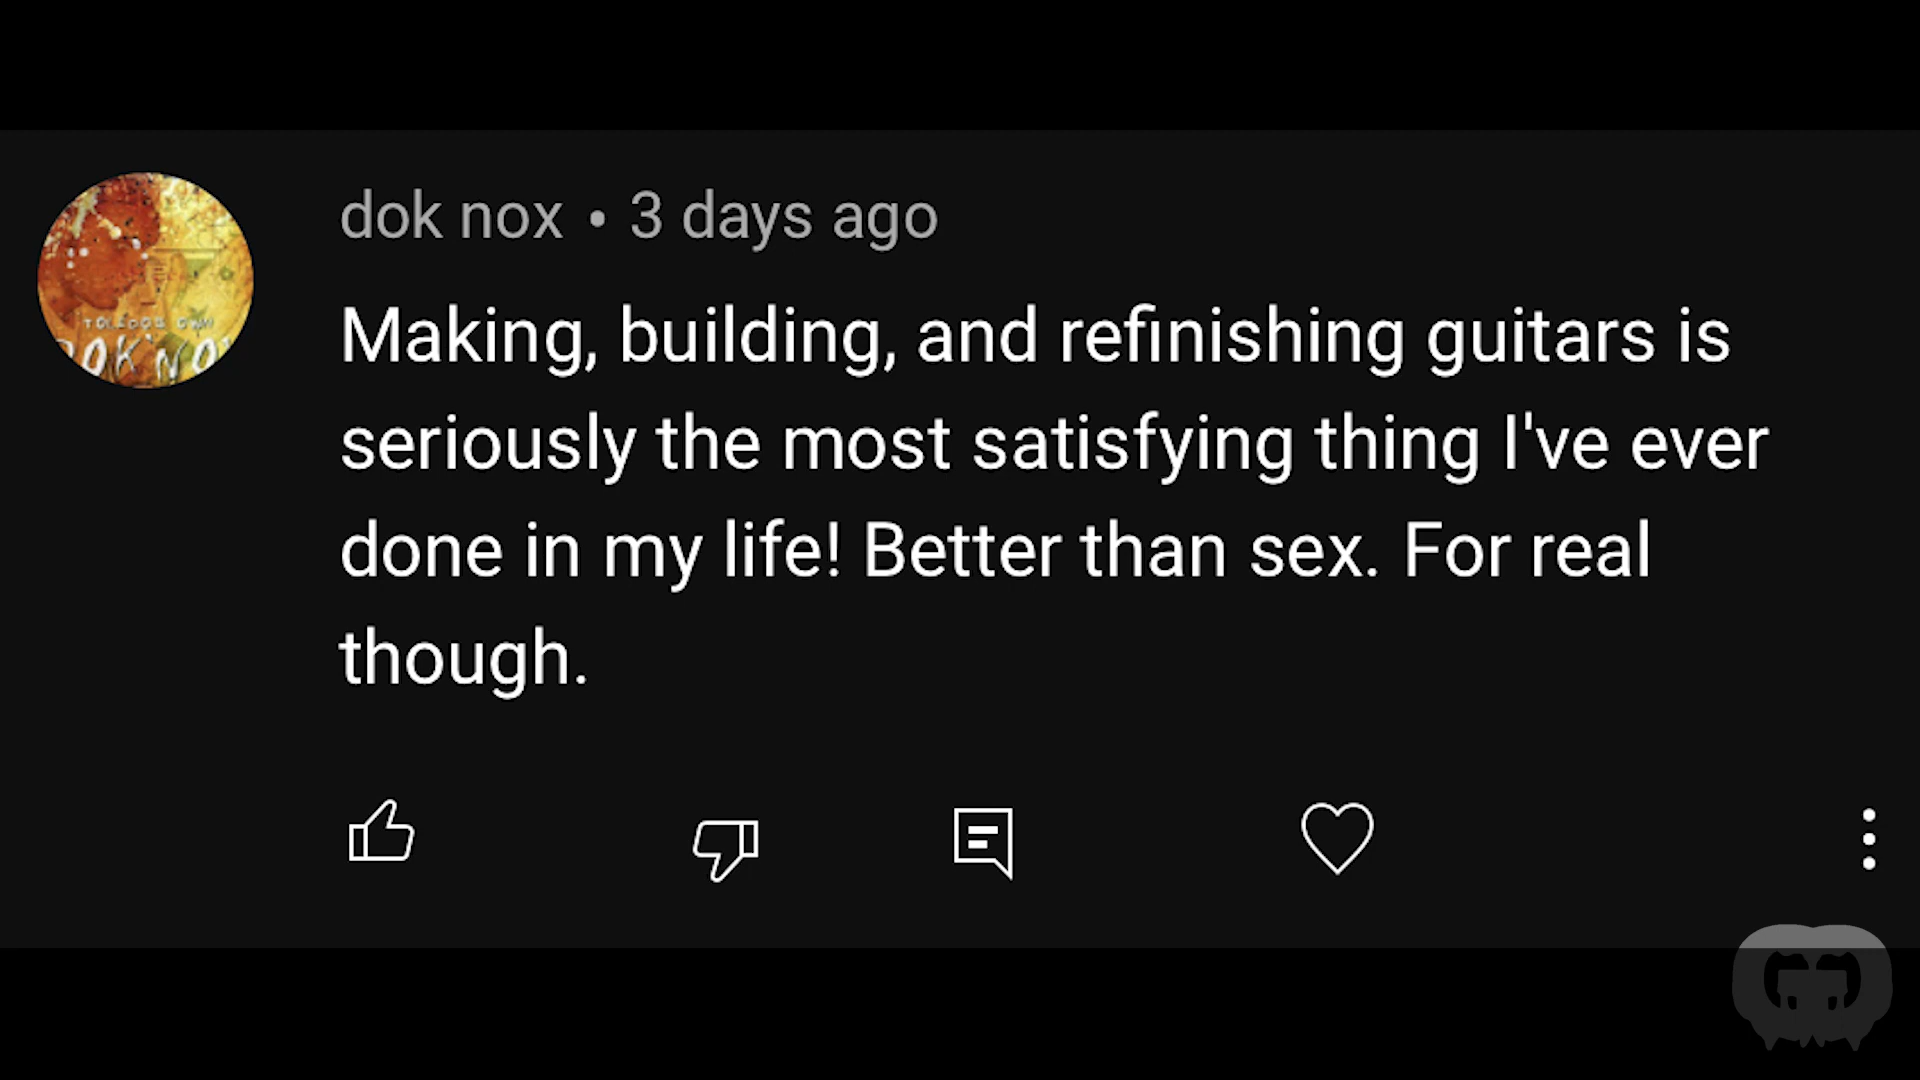 dok nox • 3 days ago
Making, building, and refinishing guitars is
seriously the most satisfying thing I've ever
done in my life! Better than sex. For real
though.